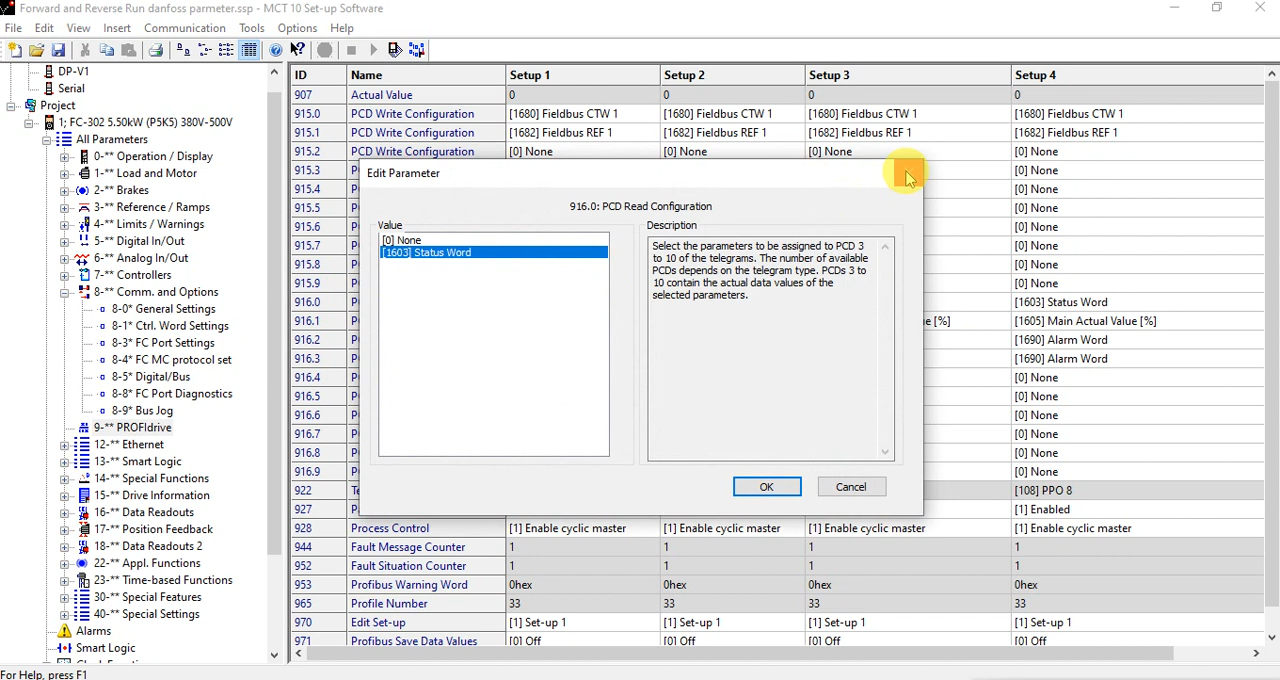 Forward and Reverse Run danfoss parmeter.ssp - MCT 10 Set-up Software
File Edit View Insert Communication Tools Options Help
DP-V1
Serial
Project
1; FC-302 5.50kW (P5K5) 380V-500V
All Parameters
0-** Operation / Display
1-** Load and Motor
2-** Brakes
3-** Reference / Ramps
4-** Limits / Warnings
5-** Digital In/Out
6-** Analog In/Out
7-** Controllers
8-** Comm. and Options
8-0* General Settings
8-1* Ctrl. Word Settings
8-3* FC Port Settings
8-4* FC MC protocol set
8-5* Digital/Bus
8-8* FC Port Diagnostics
8-9* Bus Jog
9-** PROFIdrive
12-** Ethernet
13-** Smart Logic
14-** Special Functions
15-** Drive Information
16-** Data Readouts
17-** Position Feedback
18-** Data Readouts 2
22-** Appl. Functions
23-** Time-based Functions
30-** Special Features
40-** Special Settings
Alarms
Smart Logic
ID Name Setup 1 Setup 2 Setup 3 Setup 4
907 Actual Value 0 0 0 0
915.0 PCD Write Configuration [1680] Fieldbus CTW 1 [1680] Fieldbus CTW 1 [1680] Fieldbus CTW 1 [1680] Fieldbus CTW 1
915.1 PCD Write Configuration [1682] Fieldbus REF 1 [1682] Fieldbus REF 1 [1682] Fieldbus REF 1 [1682] Fieldbus REF 1
915.2 PCD Write Configuration [0] None [0] None [0] None [0] None
915.3 [0] None
915.4 [0] None
915.5 [0] None
915.6 [0] None
915.7 [0] None
915.8 [0] None
915.9 [0] None
916.0 [1603] Status Word
916.1 e [%] [1605] Main Actual Value [%]
916.2 [1690] Alarm Word
916.3 [1690] Alarm Word
916.4 [0] None
916.5 [0] None
916.6 [0] None
916.7 [0] None
916.8 [0] None
916.9 [0] None
922 [108] PPO 8
927 [1] Enabled
928 Process Control [1] Enable cyclic master [1] Enable cyclic master [1] Enable cyclic master [1] Enable cyclic master
944 Fault Message Counter 1 1 1 1
952 Fault Situation Counter 1 1 1 1
953 Profibus Warning Word 0hex 0hex 0hex 0hex
965 Profile Number 33 33 33 33
970 Edit Set-up [1] Set-up 1 [1] Set-up 1 [1] Set-up 1 [1] Set-up 1
971 Profibus Save Data Values [0] Off [0] Off [0] Off [0] Off
Edit Parameter
916.0: PCD Read Configuration
Value
[0] None
[1603] Status Word
Description
Select the parameters to be assigned to PCD 3
to 10 of the telegrams. The number of available
PCDs depends on the telegram type. PCDs 3 to
10 contain the actual data values of the
selected parameters.
OK Cancel
For Help, press F1